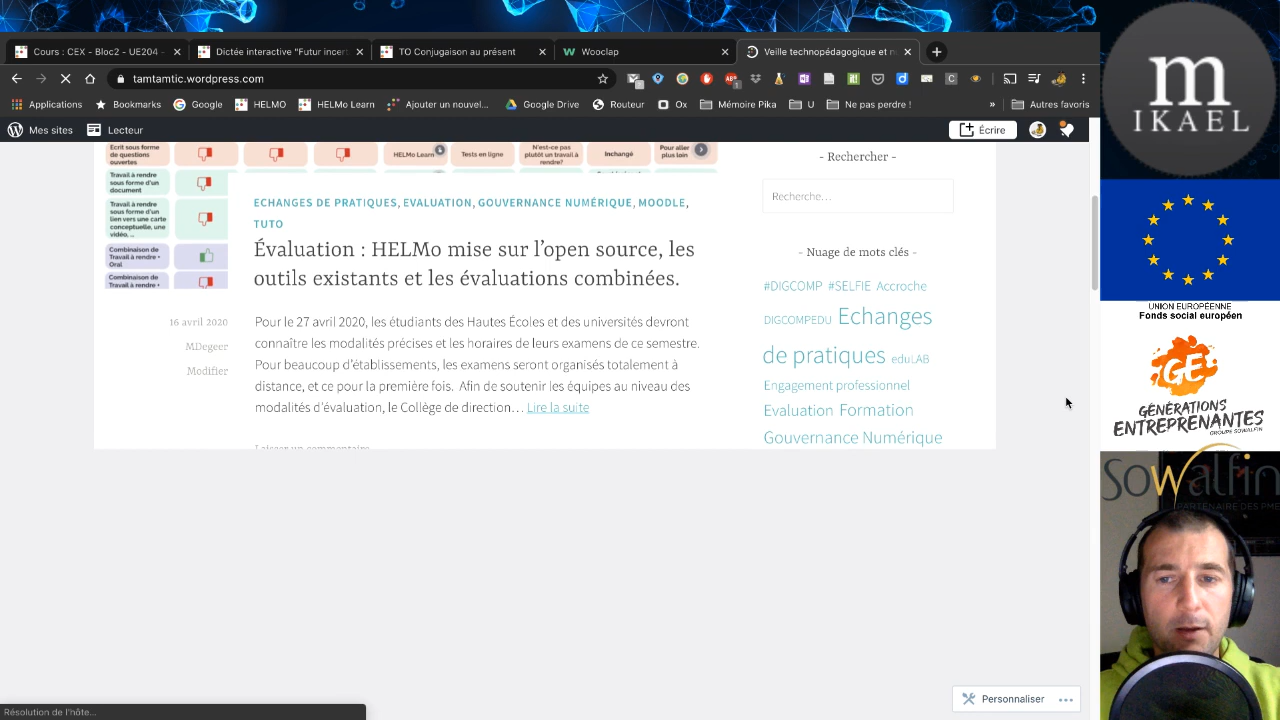 Cours : CEX - Bloc2 - UE204 -
Dictée interactive "Futur incert
TO Conjugaison au présent
Wooclap
Veille technopédagogique et n
tamtamtic.wordpress.com
Applications
Bookmarks
Google
HELMO
HELMo Learn
Ajouter un nouvel...
Google Drive
Routeur
Ox
Mémoire Pika
U
Ne pas perdre !
»
Autres favoris
Mes sites
Lecteur
Écrire
Ecrit sous forme
de questions
ouvertes
HELMo Learn
Tests en ligne
N'est-ce pas
plutôt un travail à
rendre?
Inchangé
Pour aller
plus loin
Travail à rendre
sous forme d'un
document
Travail à rendre
sous forme d'un
lien vers une carte
conceptuelle, une
vidéo, ..
Combinaison de
Travail à rendre +
Oral
Combinaison de
Travail à rendre +
ECHANGES DE PRATIQUES, EVALUATION, GOUVERNANCE NUMÉRIQUE, MOODLE,
TUTO
Évaluation : HELMo mise sur l'open source, les
outils existants et les évaluations combinées.
16 avril 2020
MDegeer
Modifier
Pour le 27 avril 2020, les étudiants des Hautes Écoles et des universités devront
connaître les modalités précises et les horaires de leurs examens de ce semestre.
Pour beaucoup d'établissements, les examens seront organisés totalement à
distance, et ce pour la première fois. Afin de soutenir les équipes au niveau des
modalités d'évaluation, le Collège de direction… Lire la suite
Laisser un commentaire
- Rechercher -
Recherche…
- Nuage de mots clés -
#DIGCOMP #SELFIE Accroche
DIGCOMPEDU Echanges
de pratiques eduLAB
Engagement professionnel
Evaluation Formation
Gouvernance Numérique
Personnaliser
Résolution de l'hôte...
m
IKAEL
UNION EUROPÉENNE
Fonds social européen
GE
GÉNÉRATIONS
ENTREPRENANTES
GROUPE SOWALFIN
Sowalfin
PARTENAIRE DES PME